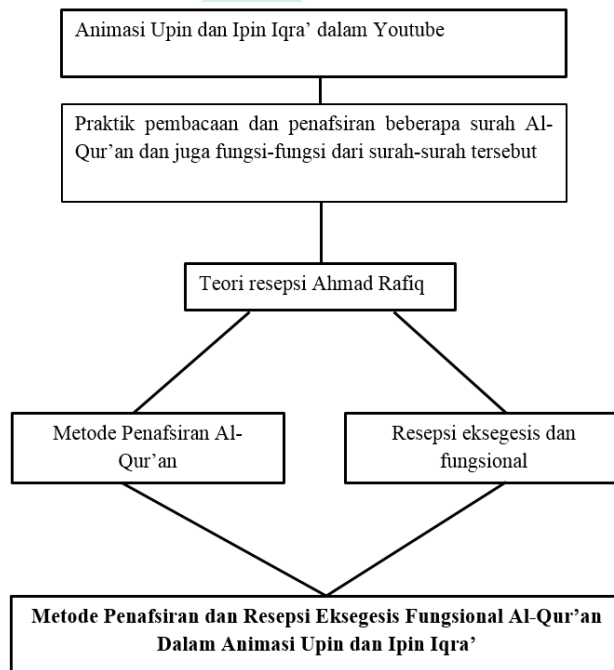 Animasi Upin dan Ipin Iqra’ dalam Youtube
Praktik pembacaan dan penafsiran beberapa surah Al-
Qur’an dan juga fungsi-fungsi dari surah-surah tersebut
Teori resepsi Ahmad Rafiq
Metode Penafsiran Al-
Qur’an
Resepsi eksegesis dan
fungsional
Metode Penafsiran dan Resepsi Eksegesis Fungsional Al-Qur’an
Dalam Animasi Upin dan Ipin Iqra’